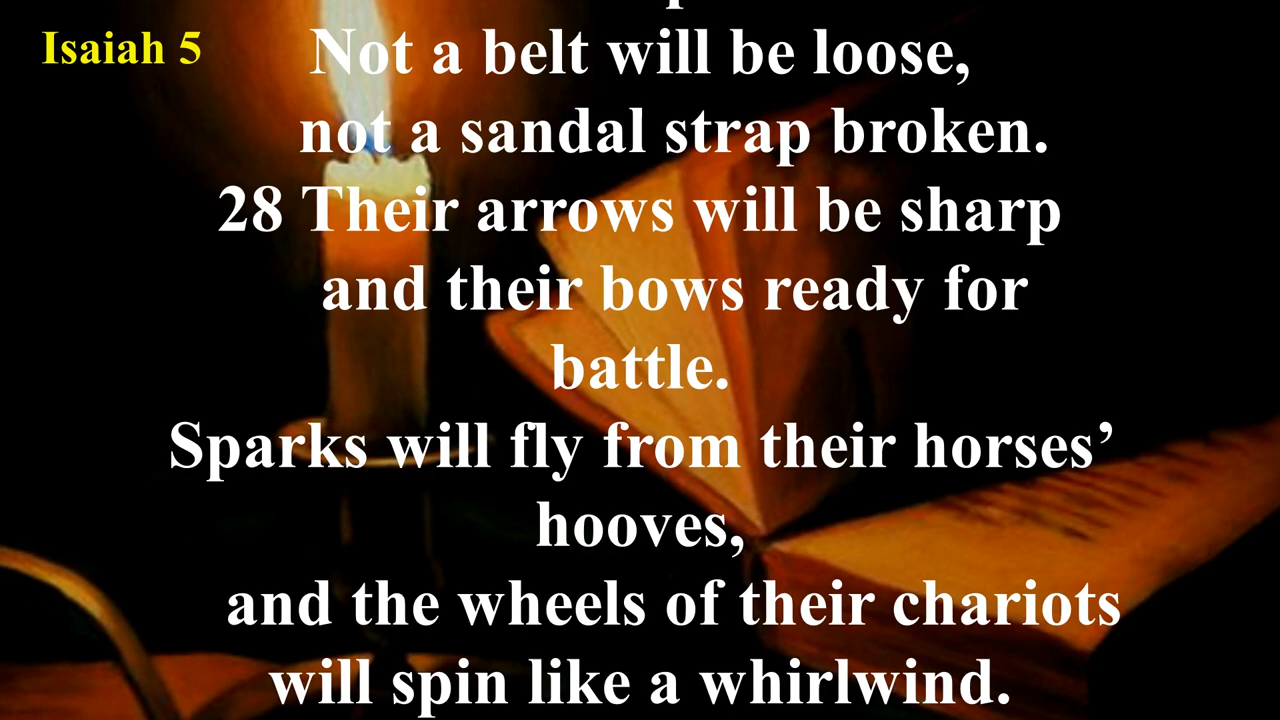 Isaiah 5
Not a belt will be loose,
not a sandal strap broken.
28 Their arrows will be sharp
and their bows ready for
battle.
Sparks will fly from their horses’
hooves,
and the wheels of their chariots
will spin like a whirlwind.